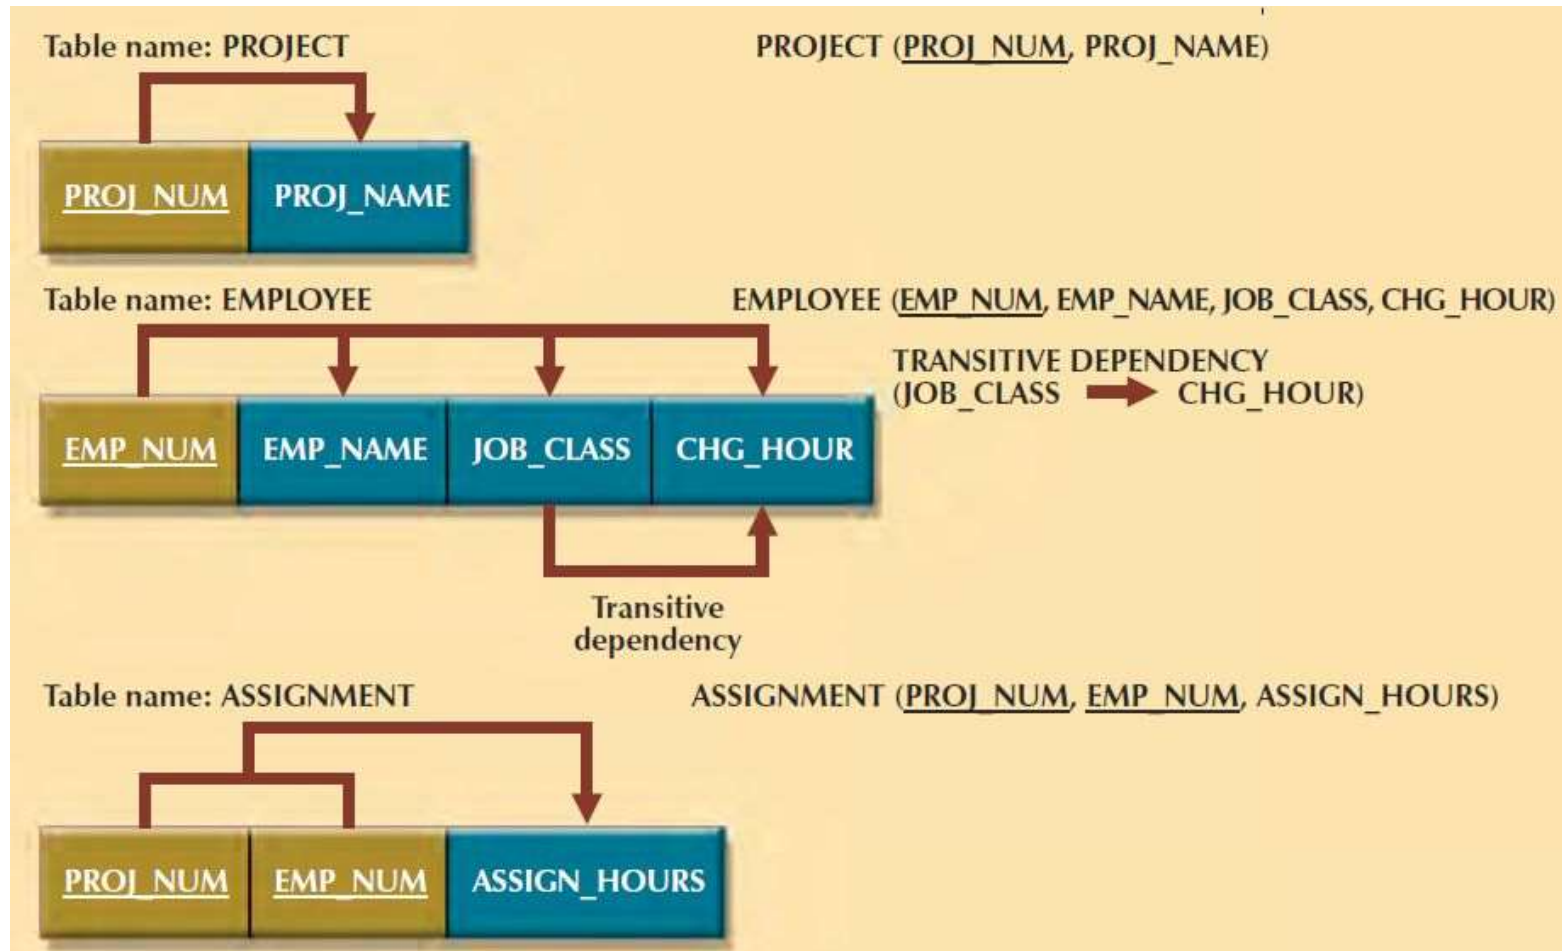 Table name: PROJECT
PROJECT (PROJ_NUM, PROJ_NAME)
PROJ_NUM
PROJ_NAME
Table name: EMPLOYEE
EMPLOYEE (EMP_NUM, EMP_NAME, JOB_CLASS, CHG_HOUR)
TRANSITIVE DEPENDENCY
(JOB_CLASS CHG_HOUR)
EMP_NUM
EMP_NAME
JOB_CLASS
CHG_HOUR
Transitive
dependency
Table name: ASSIGNMENT
ASSIGNMENT (PROJ_NUM, EMP_NUM, ASSIGN_HOURS)
PROJ_NUM
EMP_NUM
ASSIGN_HOURS